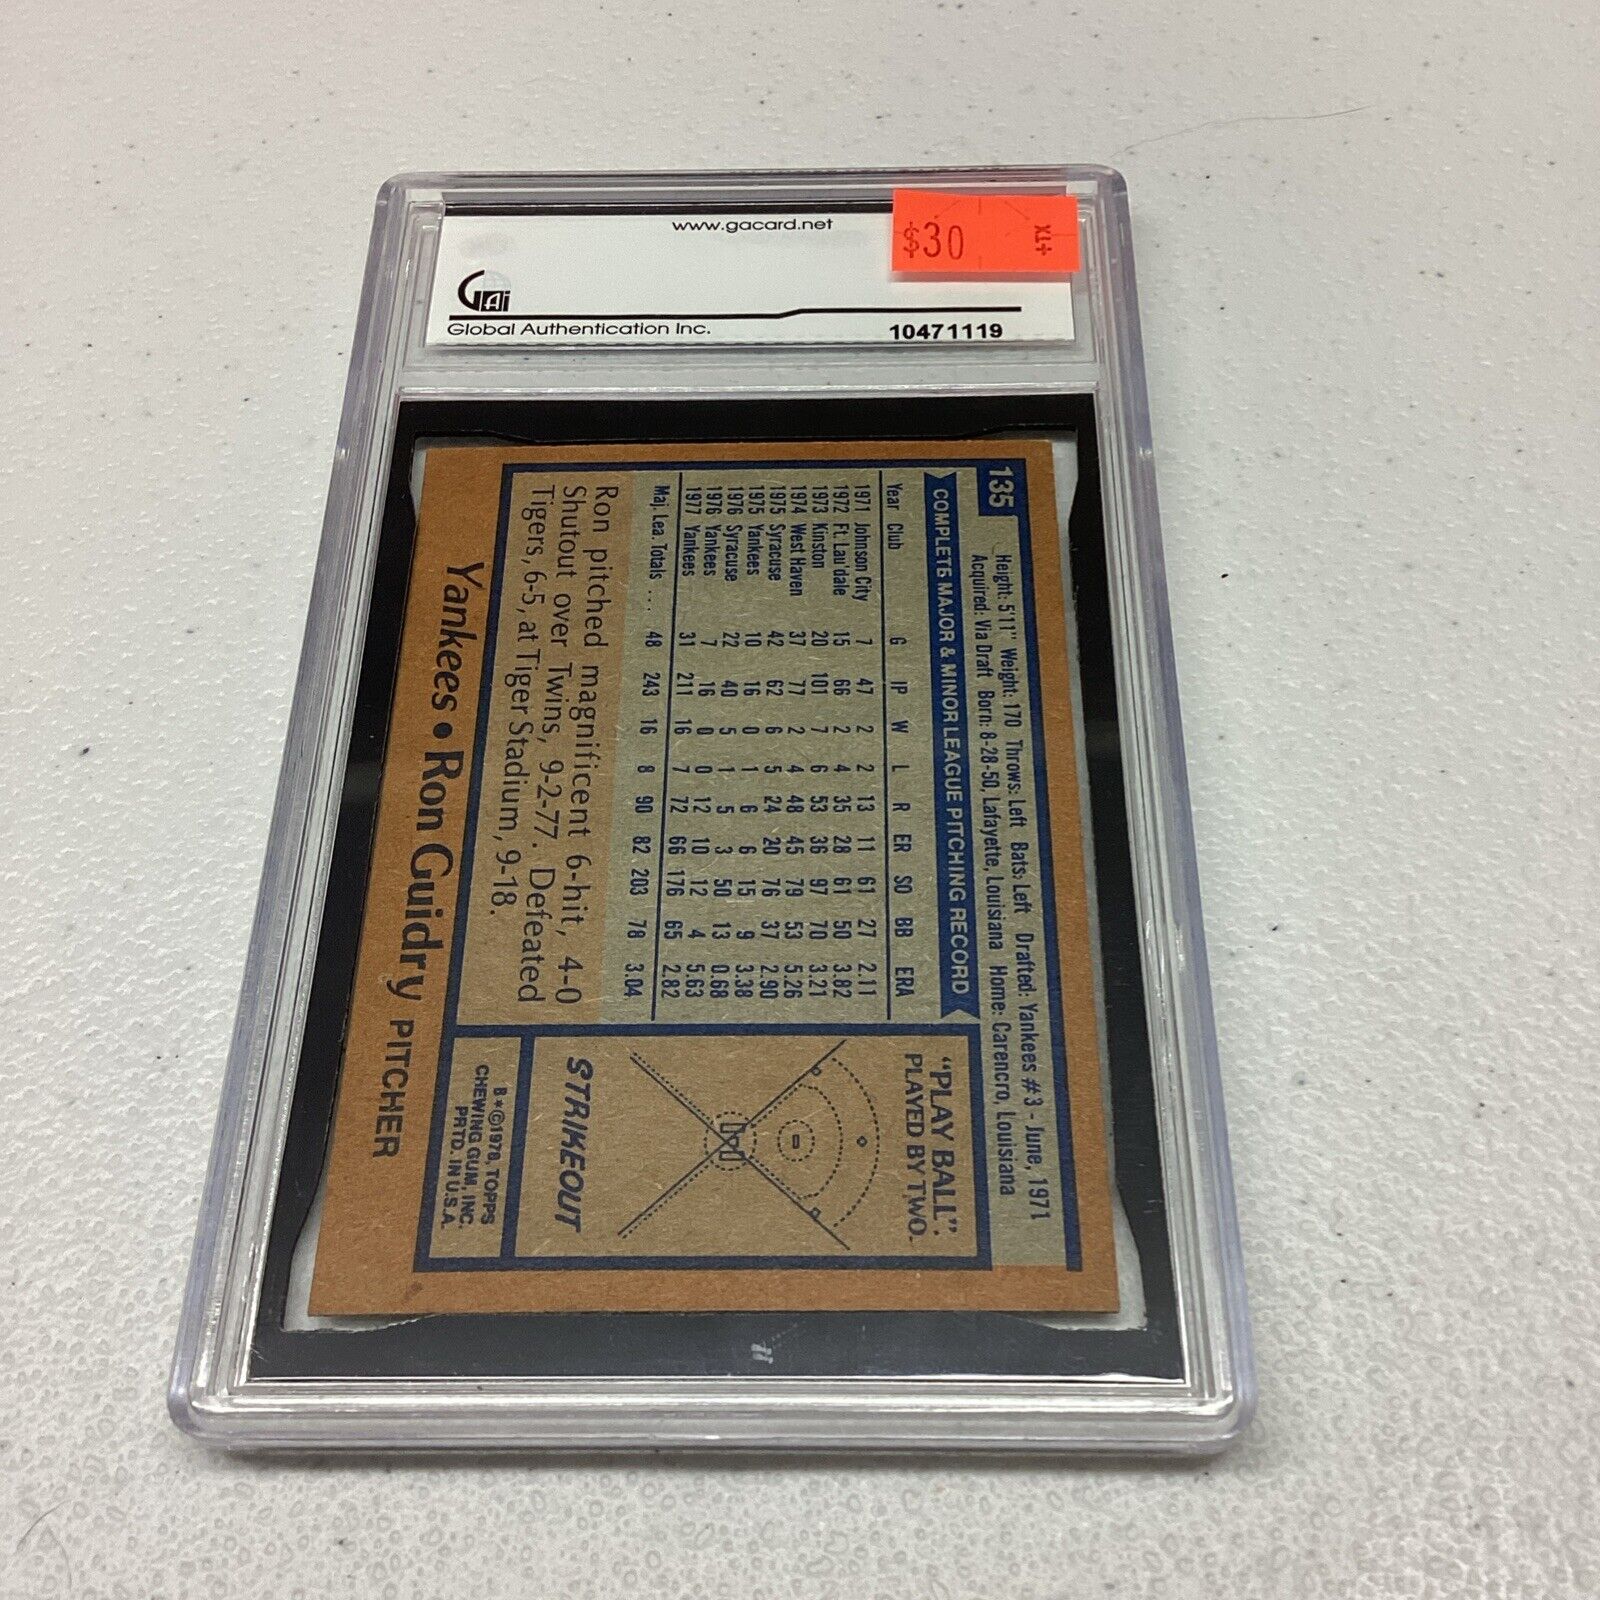 www.gacard.net
$30
XL+
GAi
Global Authentication Inc.
10471119
135
Height: 5'11" Weight: 170 Throws: Left Bats: Left Drafted: Yankees #3 - June, 1971
Acquired: Via Draft Born: 8-28-50, Lafayette, Louisiana Home: Carencro, Louisiana
COMPLETE MAJOR & MINOR LEAGUE PITCHING RECORD
Year Club G IP W L R ER SO BB ERA
1971 Johnson City 7 47 2 2 13 11 61 27 2.11
1972 Ft. Lau'dale 15 66 2 4 35 28 61 50 3.82
1973 Kinston 20 101 7 6 53 36 97 70 3.21
1974 West Haven 37 77 2 4 48 45 79 53 5.26
1975 Syracuse 42 62 6 5 24 20 76 37 2.90
1975 Yankees 10 16 0 1 6 6 15 9 3.38
1976 Syracuse 22 40 5 1 5 3 50 13 0.68
1976 Yankees 7 16 0 0 12 10 12 4 5.63
1977 Yankees 31 211 16 7 72 66 176 65 2.82
Maj. Lea. Totals ... 48 243 16 8 90 82 203 78 3.04
Ron pitched magnificent 6-hit, 4-0
Shutout over Twins, 9-2-77. Defeated
Tigers, 6-5, at Tiger Stadium, 9-18.
"PLAY BALL"
PLAYED BY TWO.
STRIKEOUT
B*©1978, TOPPS
CHEWING GUM, INC.
PRTD. IN U.S.A.
Yankees • Ron Guidry PITCHER